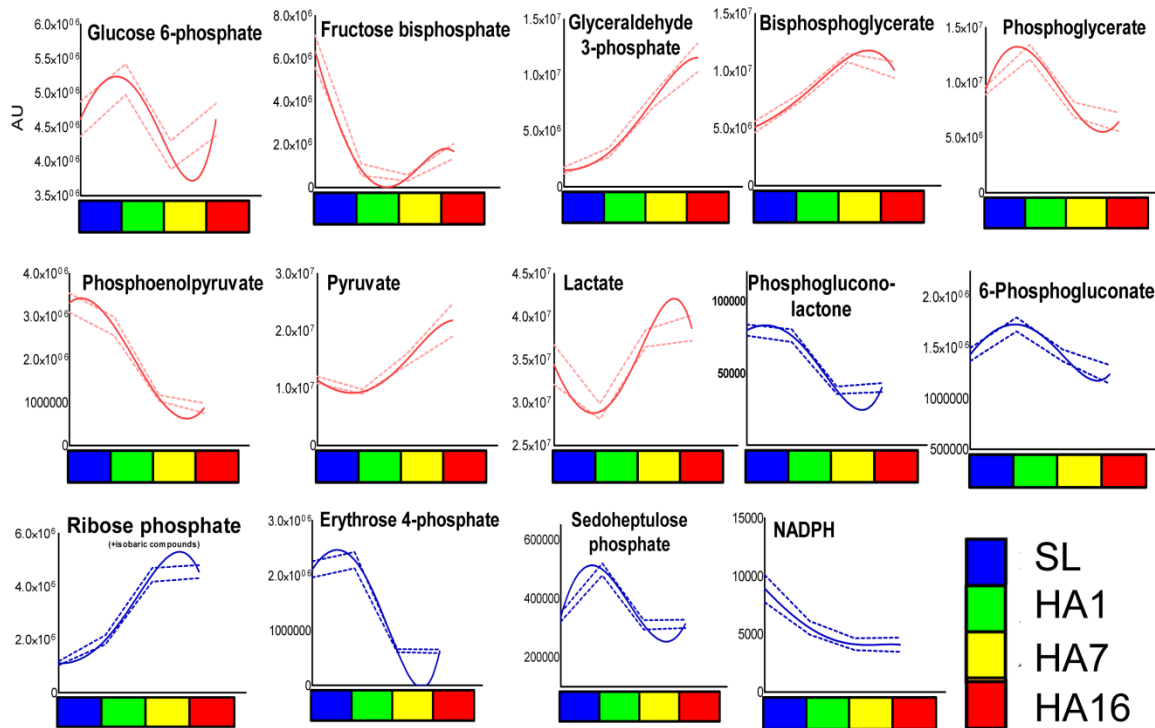 Glucose 6-phosphate
AU
6.0x10^06
5.5x10^06
5.0x10^06
4.5x10^06
4.0x10^06
3.5x10^06
Fructose bisphosphate
8.0x10^6
6.0x10^6
4.0x10^6
2.0x10^6
0
Glyceraldehyde
3-phosphate
1.5x10^7
1.0x10^7
5.0x10^6
0
Bisphosphoglycerate
1.5x10^7
1.0x10^7
5.0x10^6
0
Phosphoglycerate
1.5x10^7
1.0x10^7
5.0x10^6
0
Phosphoenolpyruvate
4.0x10^06
3.0x10^06
2.0x10^06
1000000
0
Pyruvate
3.0x10^7
2.0x10^7
1.0x10^7
0
Lactate
4.5x10^7
4.0x10^7
3.5x10^7
3.0x10^7
2.5x10^7
Phosphoglucono-
lactone
100000
50000
6-Phosphogluconate
2.0x10^06
1.5x10^06
1000000
500000
Ribose phosphate
(+isobaric compounds)
6.0x10^6
4.0x10^6
2.0x10^6
0
Erythrose 4-phosphate
3.0x10^06
2.0x10^06
1000000
0
Sedoheptulose
phosphate
600000
400000
200000
NADPH
15000
10000
5000
0
SL
HA1
HA7
HA16